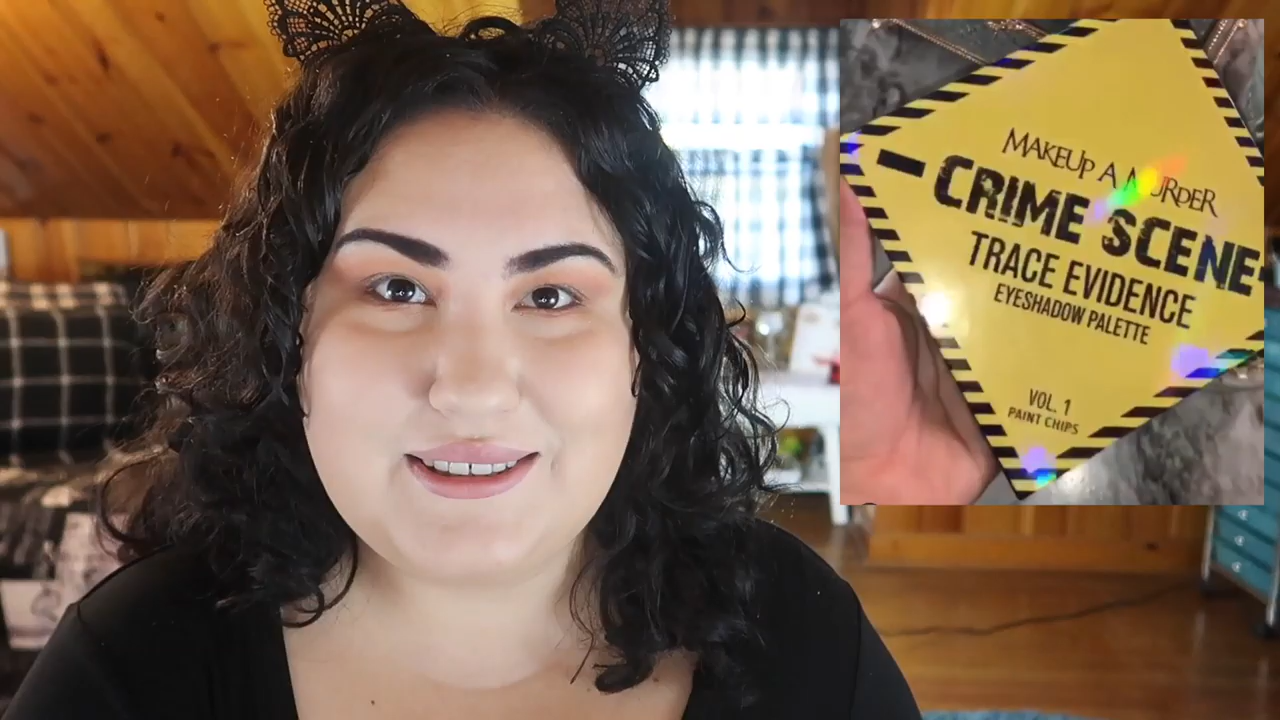 MAKEUP A MURDER
CRIME SCENE
TRACE EVIDENCE
EYESHADOW PALETTE
VOL. 1
PAINT CHIPS